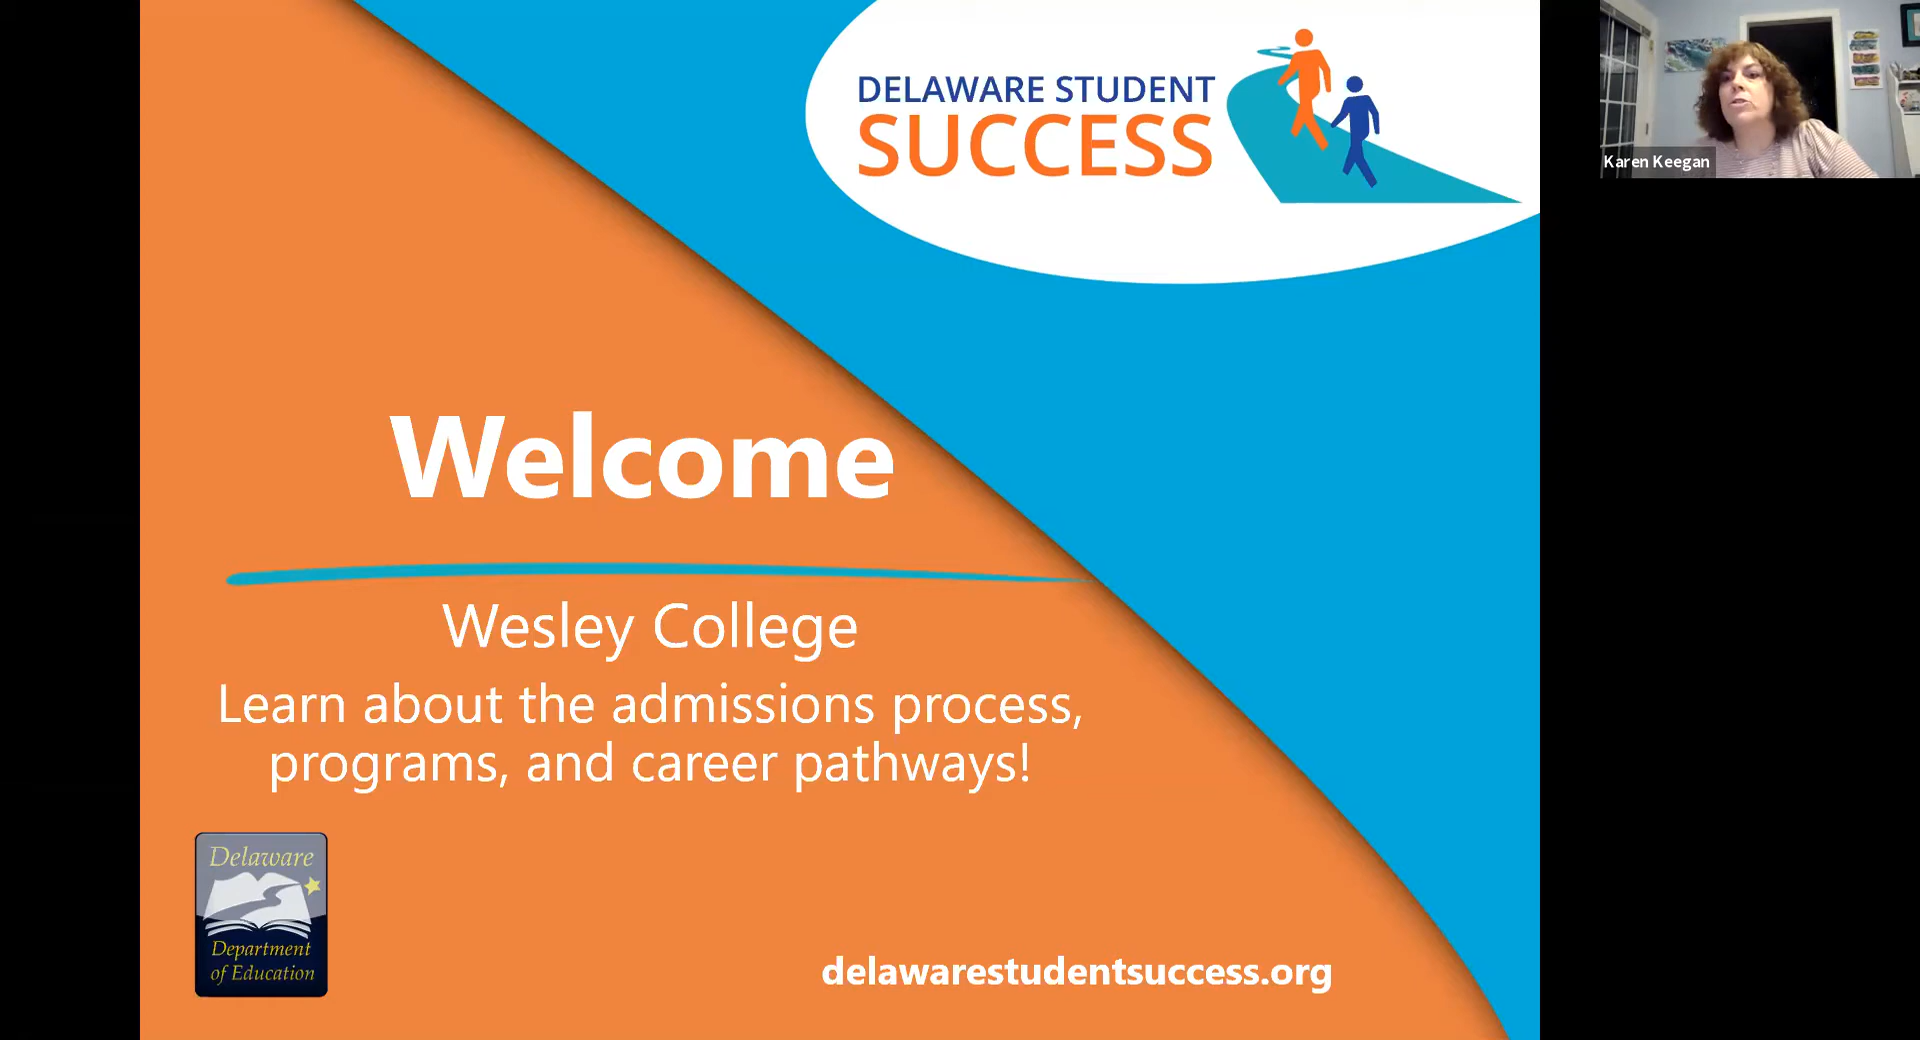 DELAWARE STUDENT
SUCCESS
Karen Keegan
Welcome
Wesley College
Learn about the admissions process,
programs, and career pathways!
Delaware
Department
of Education
delawarestudentsuccess.org